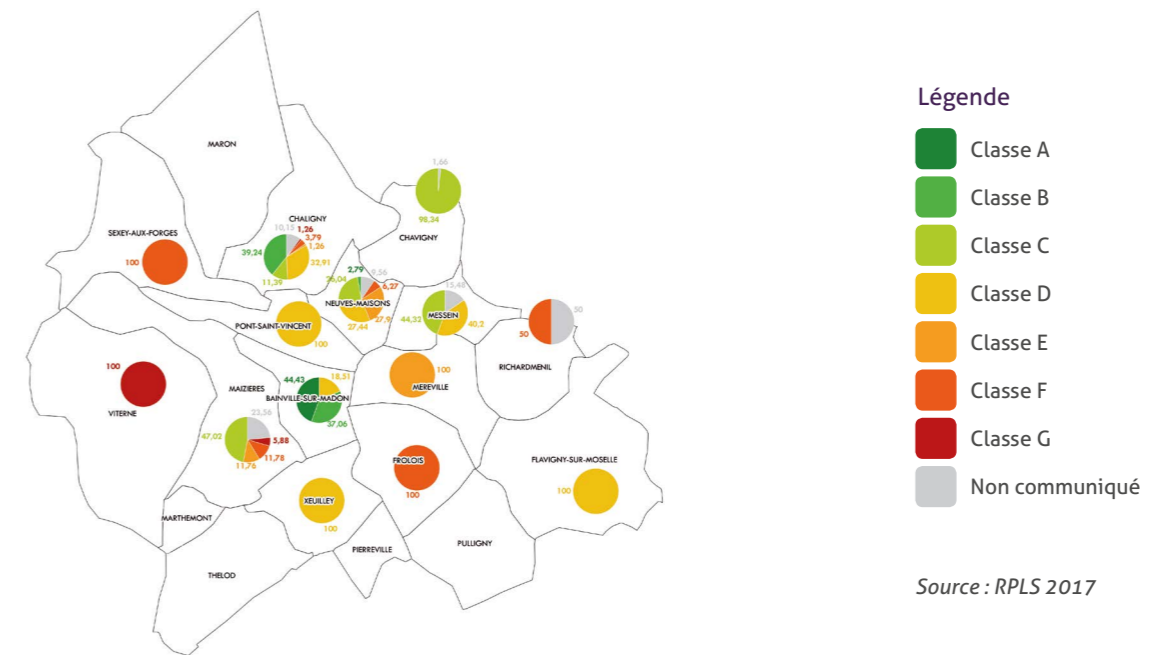 Légende
Classe A
Classe B
Classe C
Classe D
Classe E
Classe F
Classe G
Non communiqué
Source : RPLS 2017
MARON
1,66
98,34
CHAVIGNY
CHALIGNY
10,15
1,26
3,79
1,26
39,24
32,91
11,39
SEXEY-AUX-FORGES
100
2,79
9,56
26,04
6,27
NEUVES-MAISONS
27,9
27,44
15,48
MESSEIN
44,32
40,2
50
50
RICHARDMENIL
PONT-SAINT-VINCENT
100
100
VITERNE
MAIZIERES
44,43
18,51
BAINVILLE-SUR-MADON
37,06
100
MEREVILLE
23,56
47,02
5,88
11,78
11,76
FROLOIS
100
FLAVIGNY-SUR-MOSELLE
100
XEUILLEY
100
MARTHEMONT
PIERREVILLE
PULLIGNY
THELOD